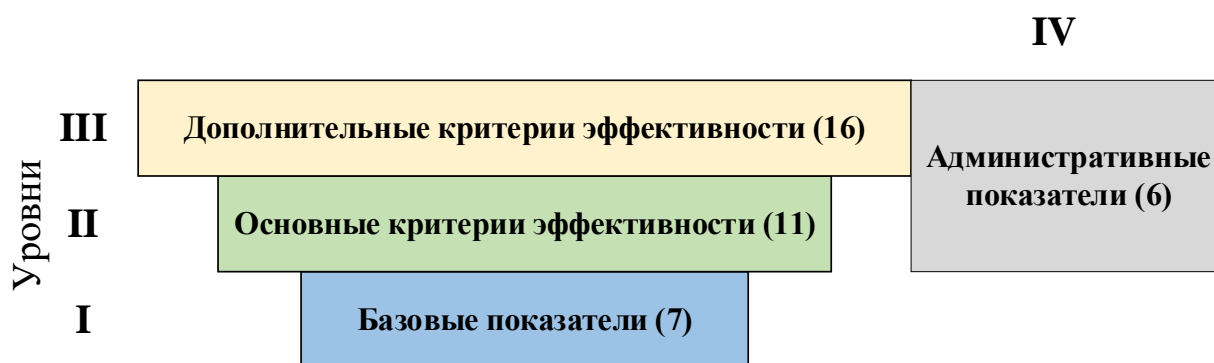 IV
III
Дополнительные критерии эффективности (16)
Административные
показатели (6)
Уровни
II
Основные критерии эффективности (11)
I
Базовые показатели (7)